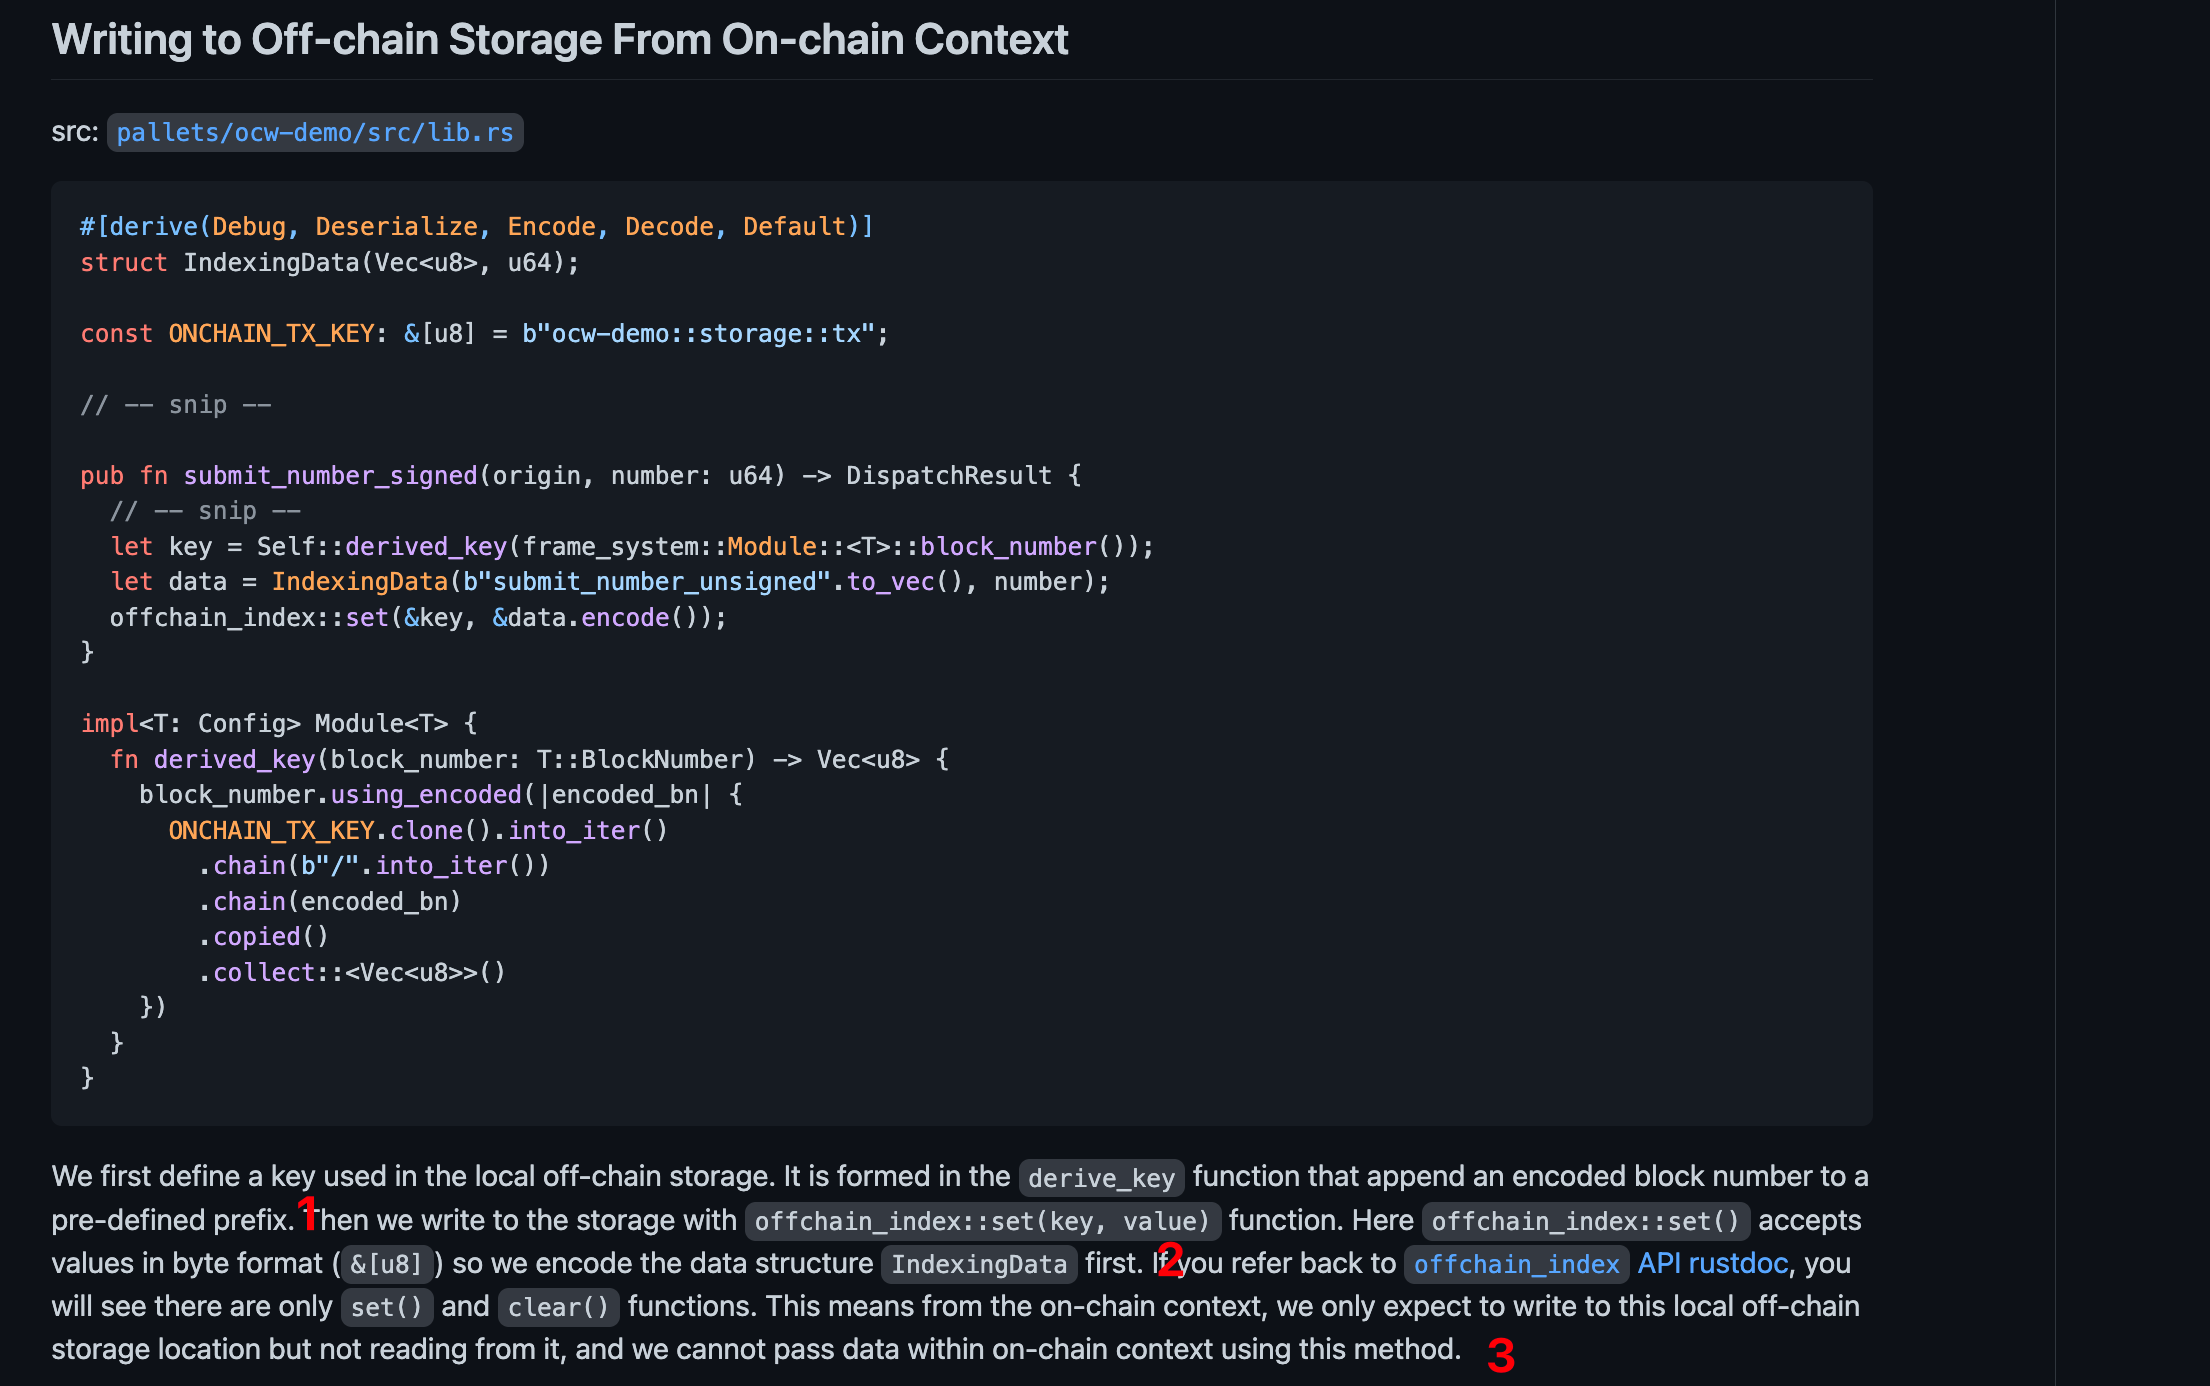 Writing to Off-chain Storage From On-chain Context
src: pallets/ocw-demo/src/lib.rs
#[derive(Debug, Deserialize, Encode, Decode, Default)]
struct IndexingData(Vec<u8>, u64);
const ONCHAIN_TX_KEY: &[u8] = b"ocw-demo::storage::tx";
// -- snip --
pub fn submit_number_signed(origin, number: u64) -> DispatchResult {
  // -- snip --
  let key = Self::derived_key(frame_system::Module::<T>::block_number());
  let data = IndexingData(b"submit_number_unsigned".to_vec(), number);
  offchain_index::set(&key, &data.encode());
}
impl<T: Config> Module<T> {
  fn derived_key(block_number: T::BlockNumber) -> Vec<u8> {
    block_number.using_encoded(|encoded_bn| {
      ONCHAIN_TX_KEY.clone().into_iter()
        .chain(b"/".into_iter())
        .chain(encoded_bn)
        .copied()
        .collect::<Vec<u8>>()
    })
  }
}
We first define a key used in the local off-chain storage. It is formed in the derive_key function that append an encoded block number to a
pre-defined prefix. 1 Then we write to the storage with offchain_index::set(key, value) function. Here offchain_index::set() accepts
values in byte format (&[u8]) so we encode the data structure IndexingData first. 2 If you refer back to offchain_index API rustdoc, you
will see there are only set() and clear() functions. This means from the on-chain context, we only expect to write to this local off-chain
storage location but not reading from it, and we cannot pass data within on-chain context using this method. 3